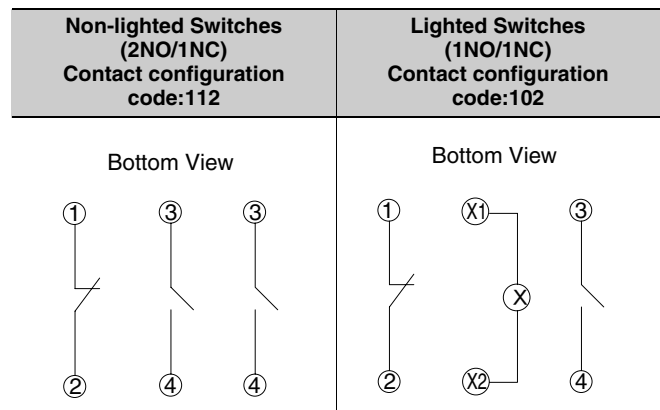 Non-lighted Switches
(2NO/1NC)
Contact configuration
code:112
Lighted Switches
(1NO/1NC)
Contact configuration
code:102
Bottom View
1 3 3
2 4 4
Bottom View
1 X1 3
X
2 X2 4